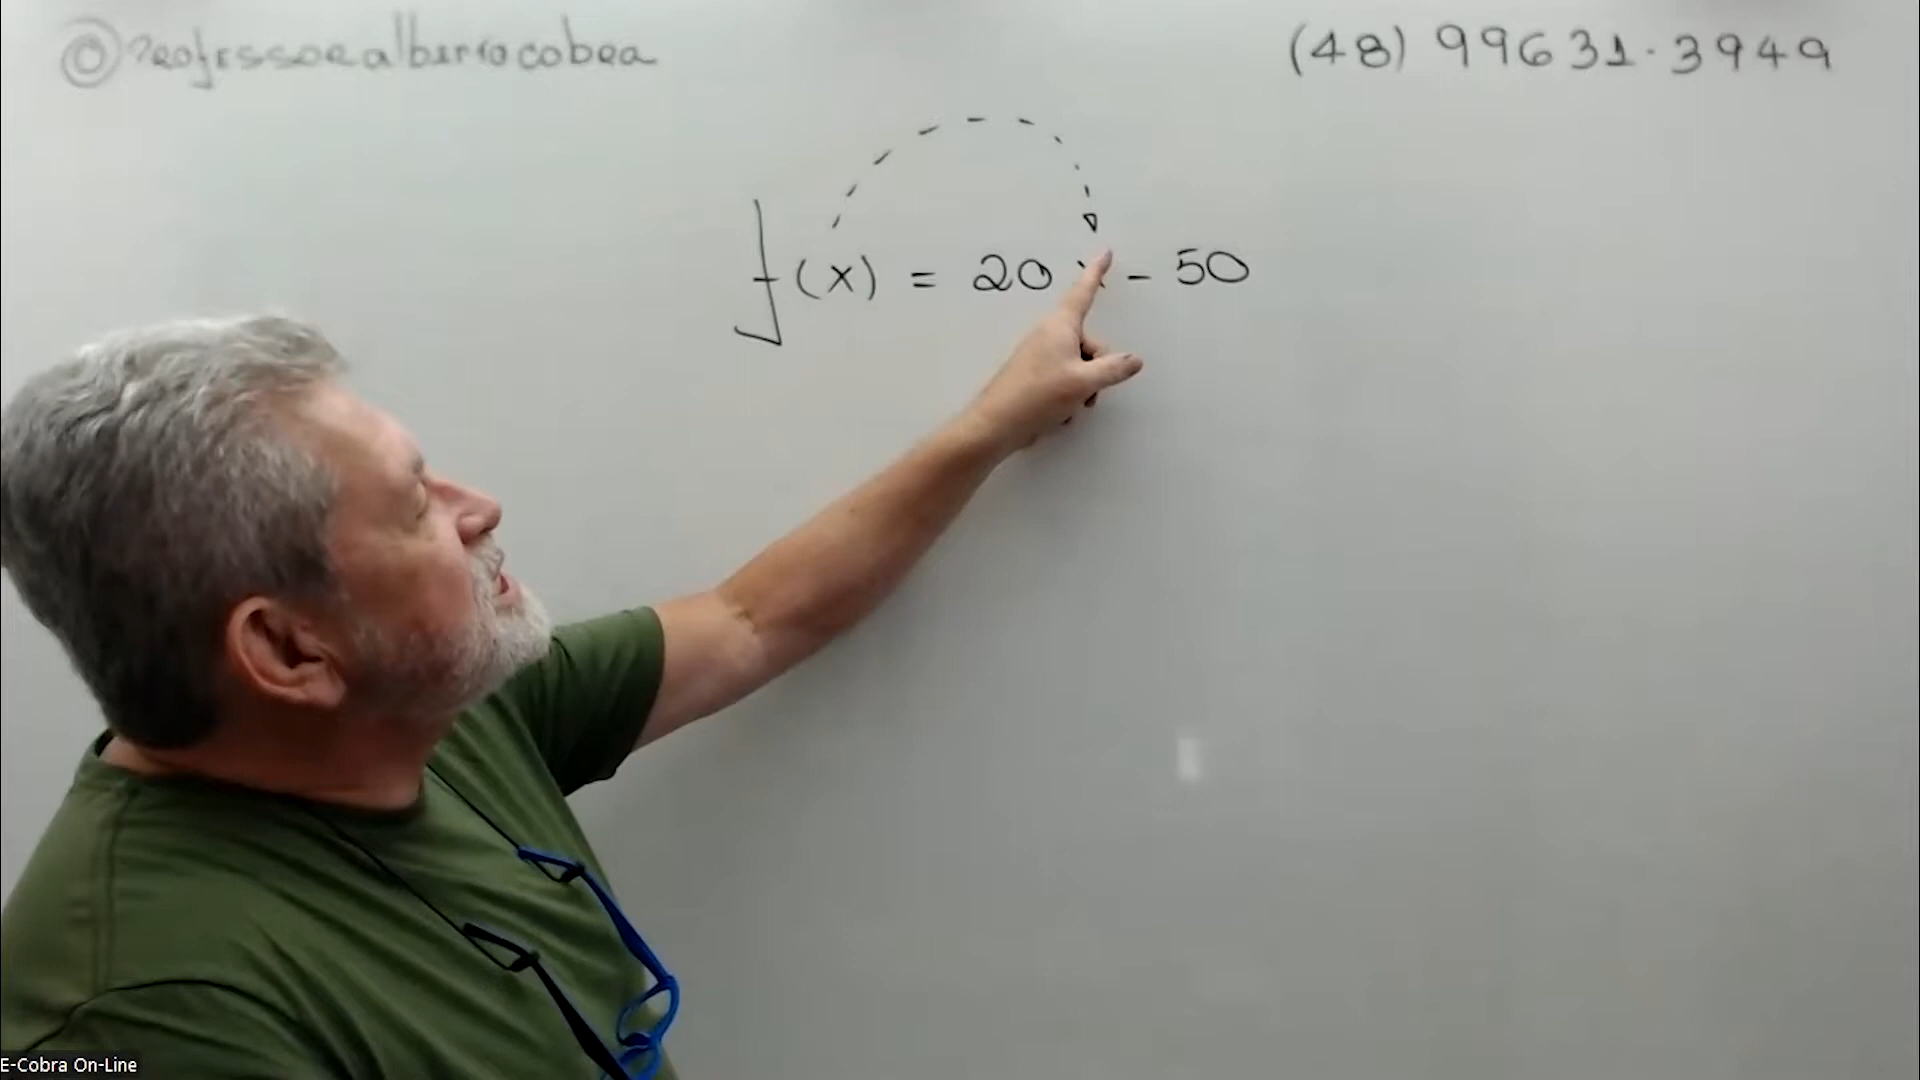 @professoralbertocobra
(48) 99631-3949
f(x) = 20x - 50
E-Cobra On-Line